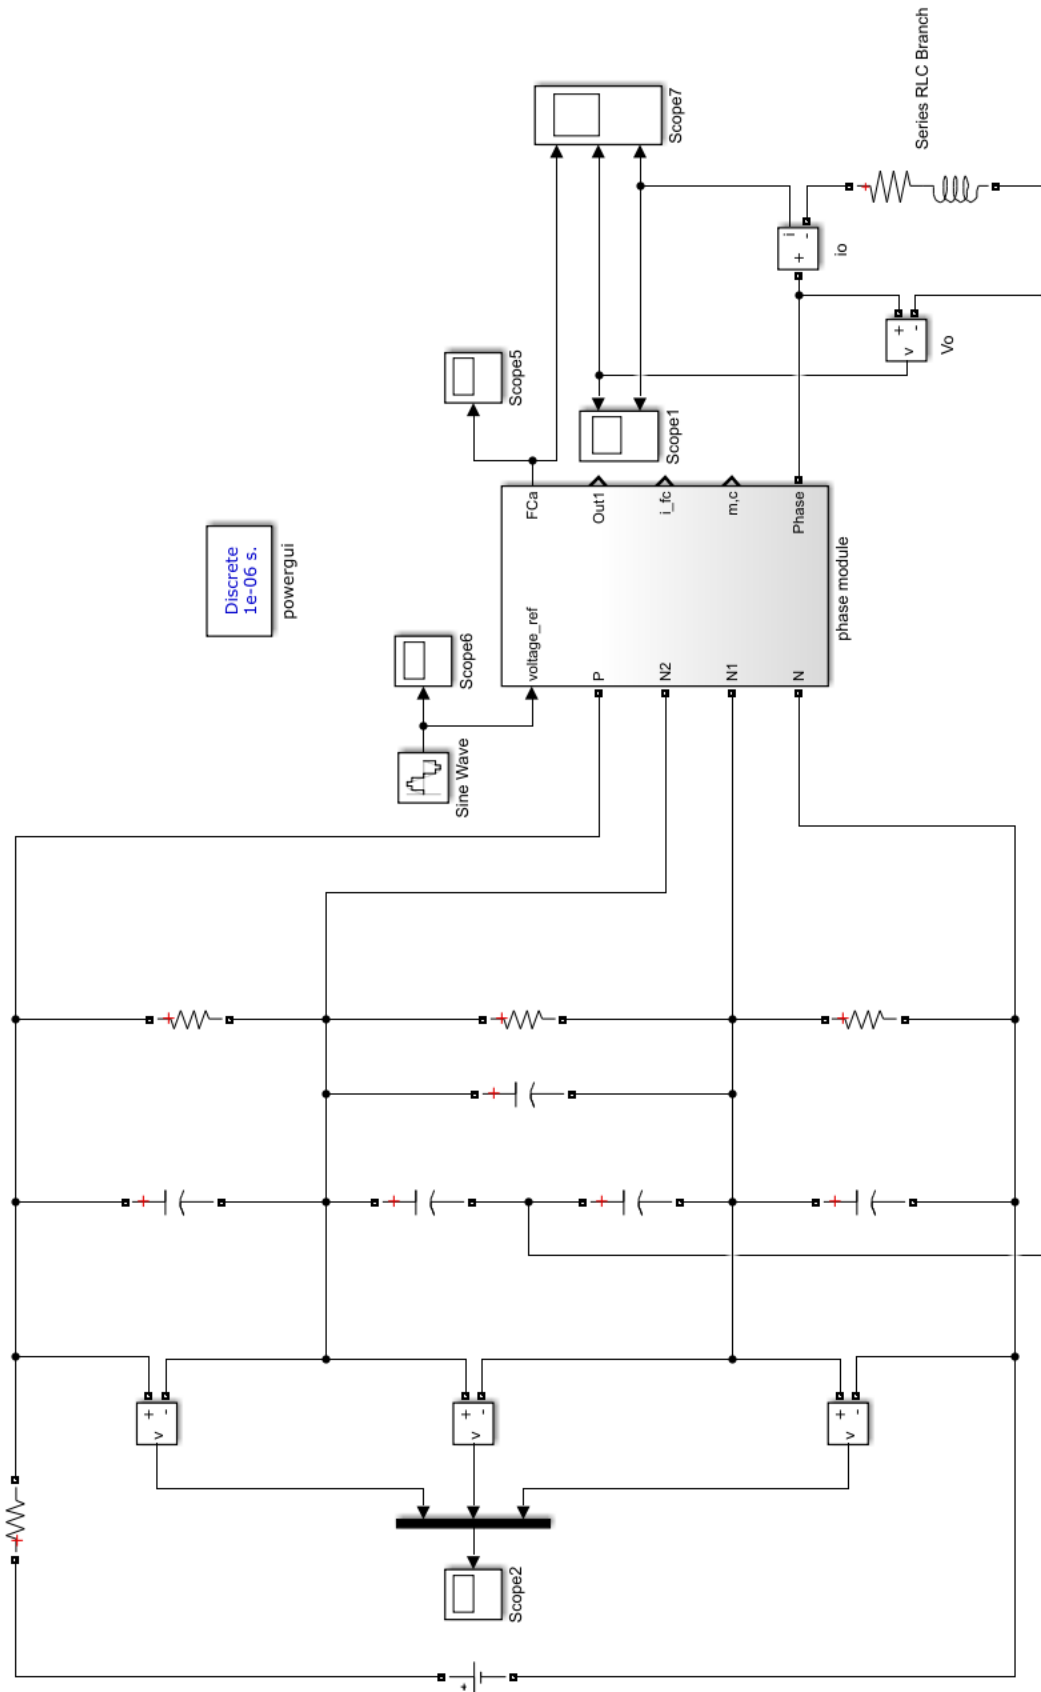 Discrete
1e-06 s.
powergui
Scope6
Sine Wave
Scope5
Scope7
Scope1
Scope2
voltage_ref
P
N2
N1
N
FCa
Out1
i_fc
m,c
Phase
phase module
+
-
i
io
+
-
v
Vo
Series RLC Branch
+
-
v
+
-
v
+
-
v